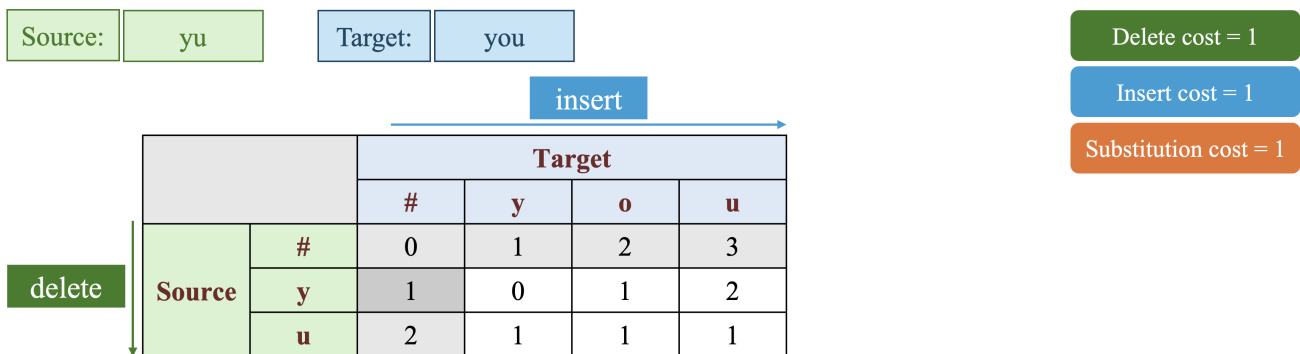 Source: yu Target: you Delete cost = 1
insert Insert cost = 1
Substitution cost = 1
Target
# y o u
# 0 1 2 3
delete Source y 1 0 1 2
u 2 1 1 1